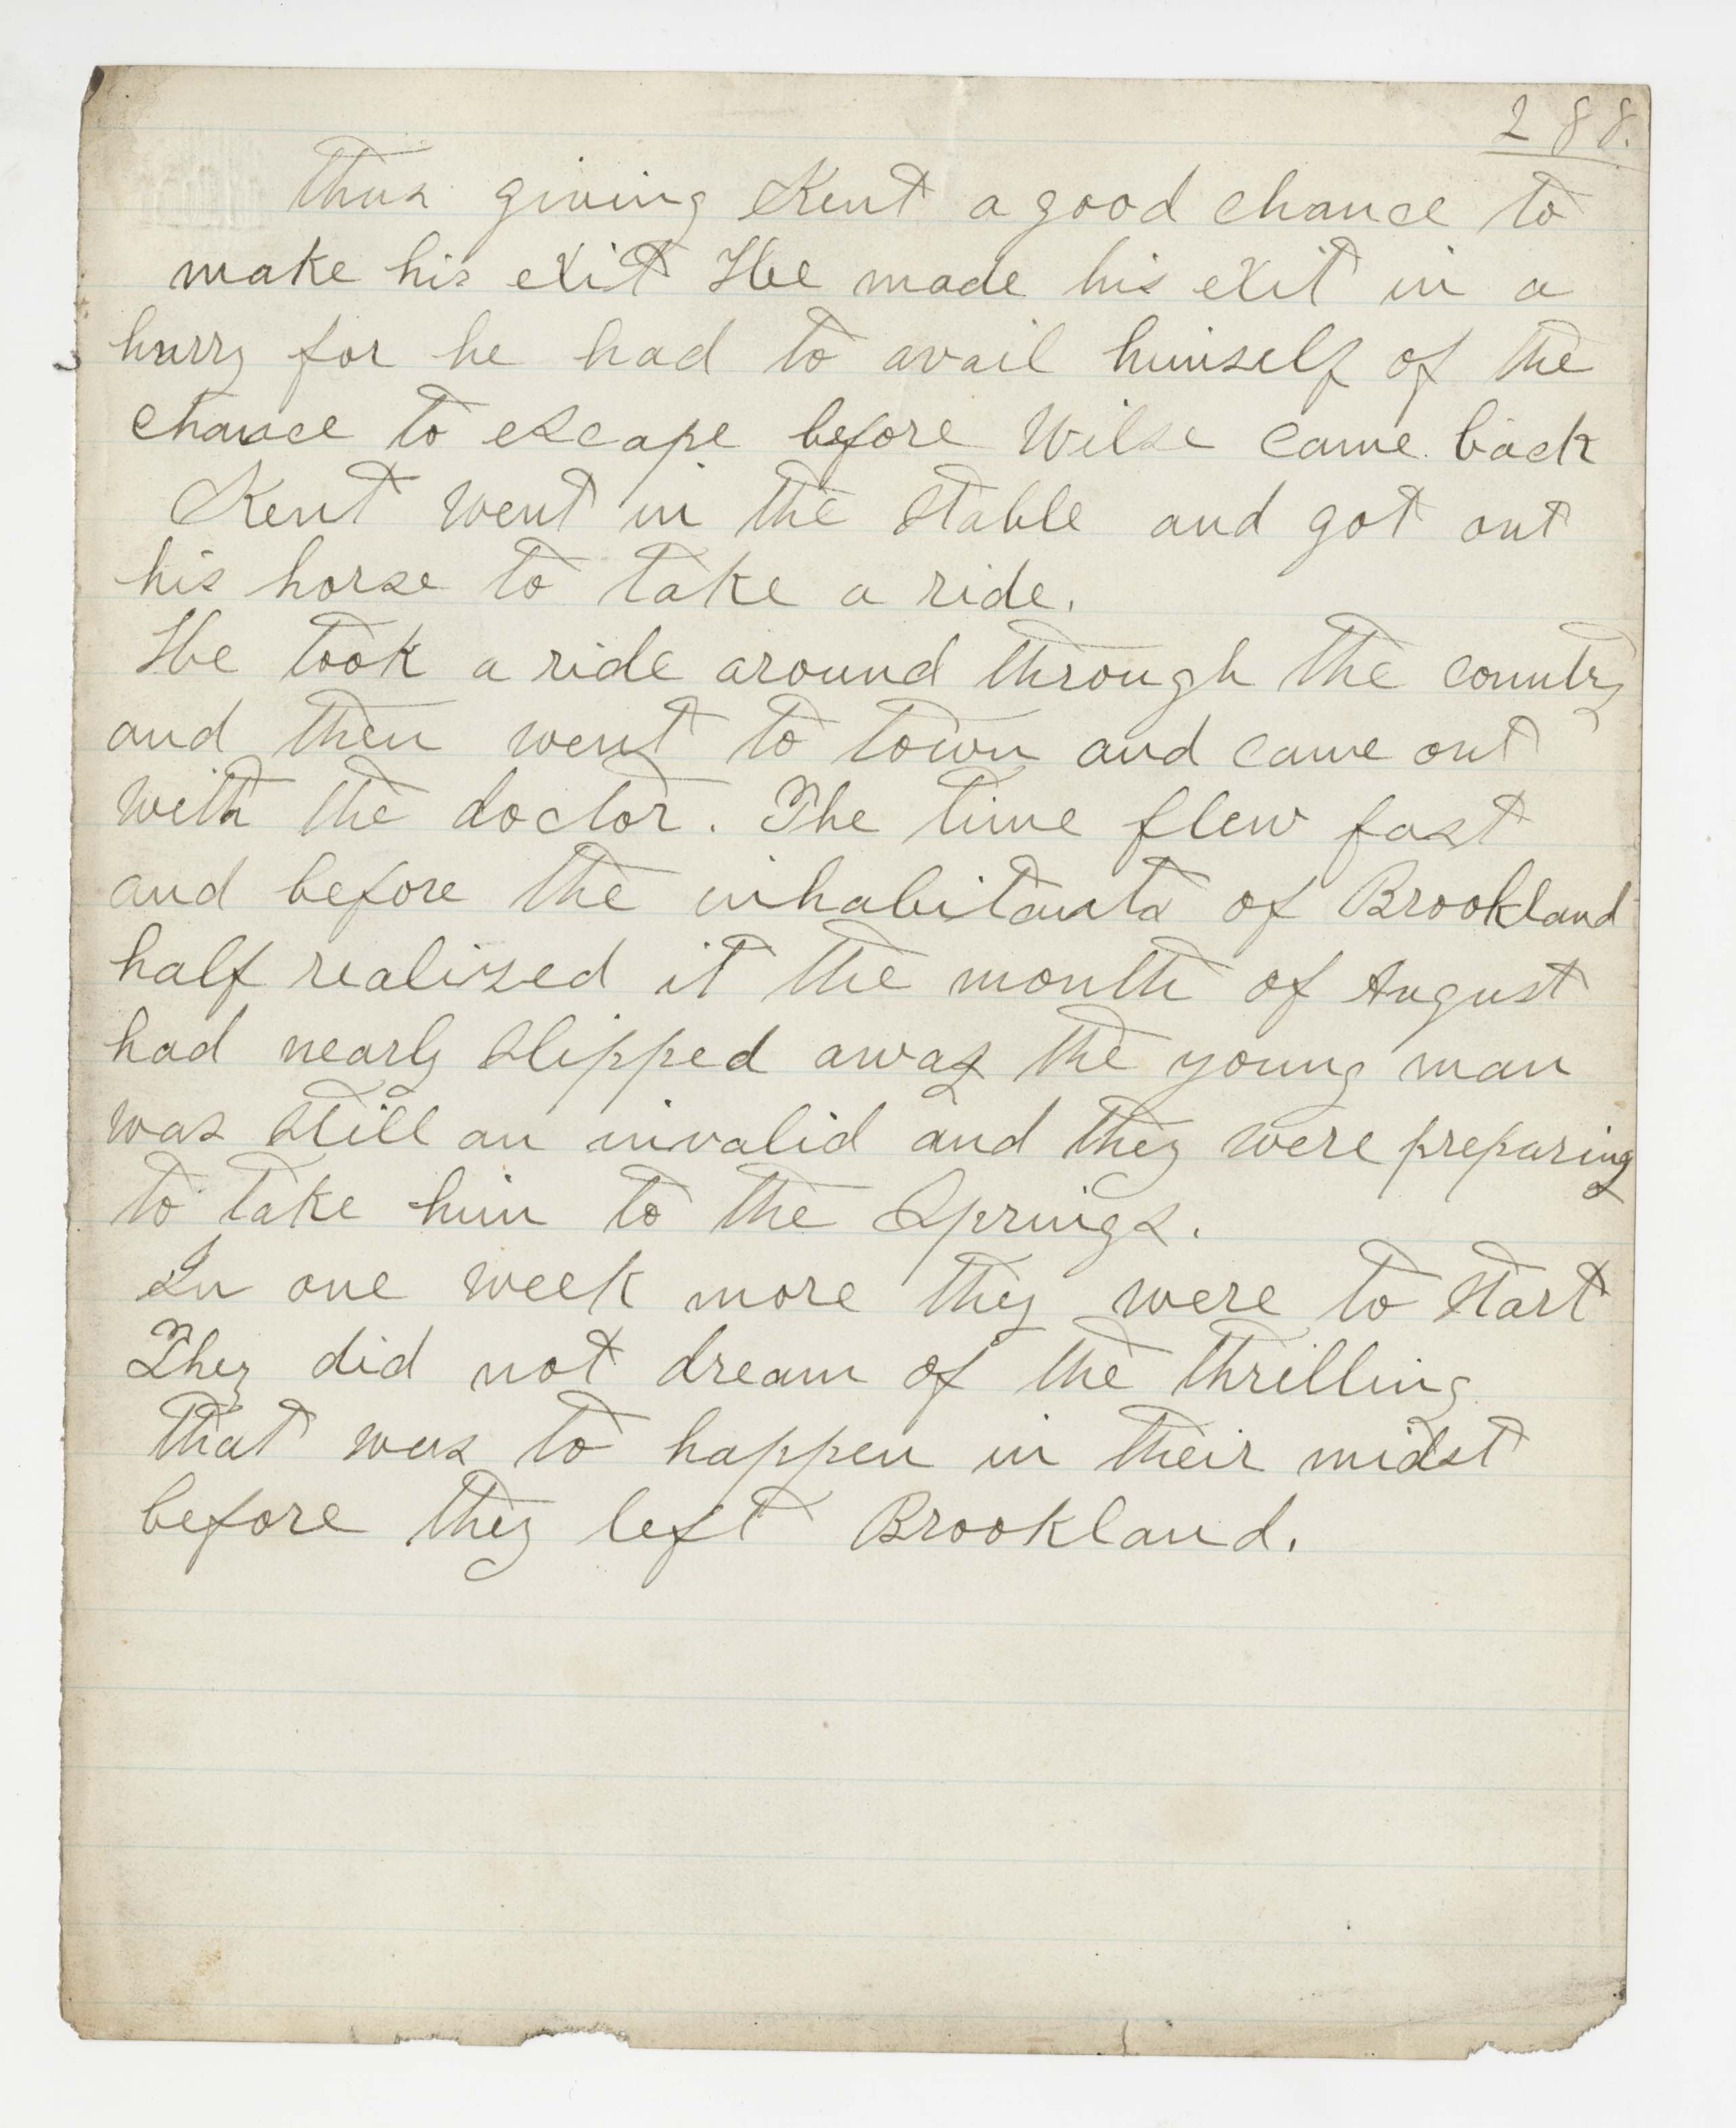 288.
thus giving Kent a good chance to
make his exit He made his exit in a
hurry for he had to avail himself of the
chance to escape before Wilse came back
Kent went in the stable and got out
his horse to take a ride.
He took a ride around through the country
and then went to town and came out
with the doctor. The time flew fast
and before the inhabitants of Brookland
half realized it the month of August
had nearly slipped away the young man
was still an invalid and they were preparing
to take him to the Springs.
In one week more they were to start
They did not dream of the thrilling
that was to happen in their midst
before they left Brookland.